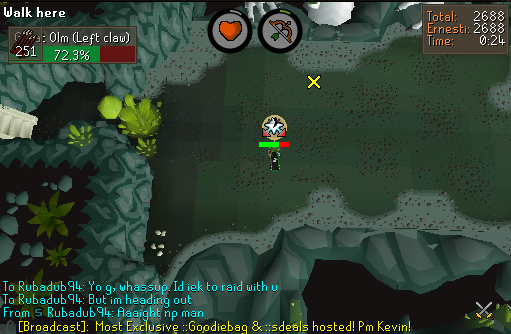 Walk here
Olm (Left claw)
251
72.3%
Total: 2688
Ernesti: 2688
Time: 0:24
To Rubadub94: Yo g, whassup. Id iek to raid with u
To Rubadub94: But im heading out
From S Rubadub94: Aaaight np man
[Broadcast]: Most Exclusive ::Goodiebag & ::sdeals hosted! Pm Kevin!